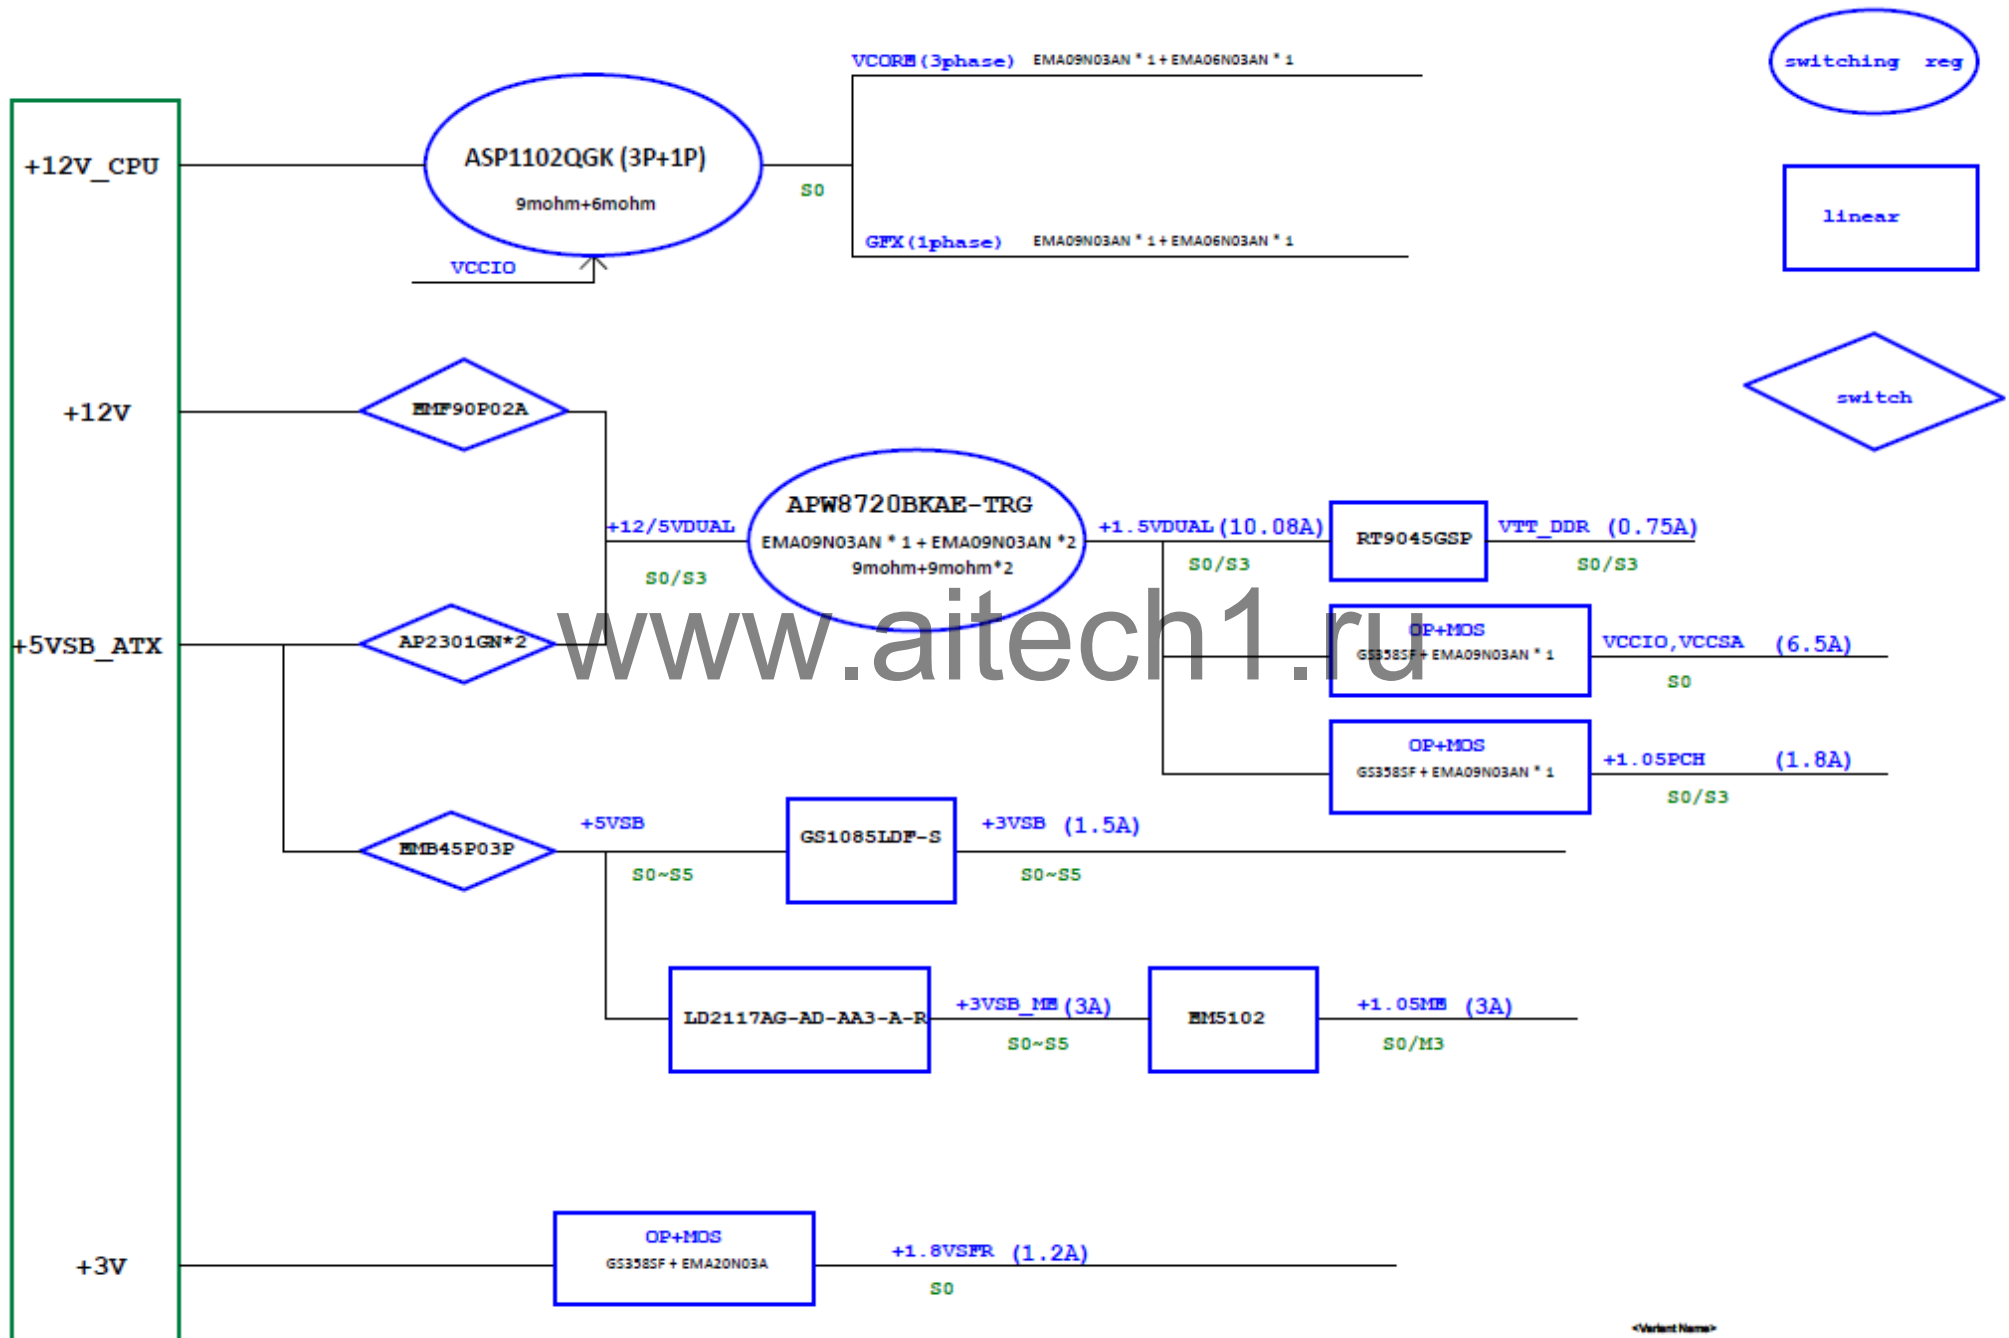 VCORE(3phase) EMA09N03AN * 1 + EMA06N03AN * 1
switching reg
+12V_CPU
ASP1102QGK (3P+1P)
9mohm+6mohm
S0
GFX(1phase) EMA09N03AN * 1 + EMA06N03AN * 1
VCCIO
linear
switch
+12V
EMF90P02A
+12/5VDUAL
S0/S3
APW8720BKAE-TRG
EMA09N03AN * 1 + EMA09N03AN *2
9mohm+9mohm*2
+1.5VDUAL (10.08A)
S0/S3
RT9045GSP
VTT_DDR (0.75A)
S0/S3
+5VSB_ATX
AP2301GN*2
www.aitech1.ru
OP+MOS
GS358SF + EMA09N03AN * 1
VCCIO,VCCSA (6.5A)
S0
OP+MOS
GS358SF + EMA09N03AN * 1
+1.05PCH (1.8A)
S0/S3
EMB45P03P
+5VSB
S0~S5
GS1085LDF-S
+3VSB (1.5A)
S0~S5
LD2117AG-AD-AA3-A-R
+3VSB_ME (3A)
S0~S5
EM5102
+1.05ME (3A)
S0/M3
+3V
OP+MOS
GS358SF + EMA20N03A
+1.8VSFR (1.2A)
S0
<Variant Name>